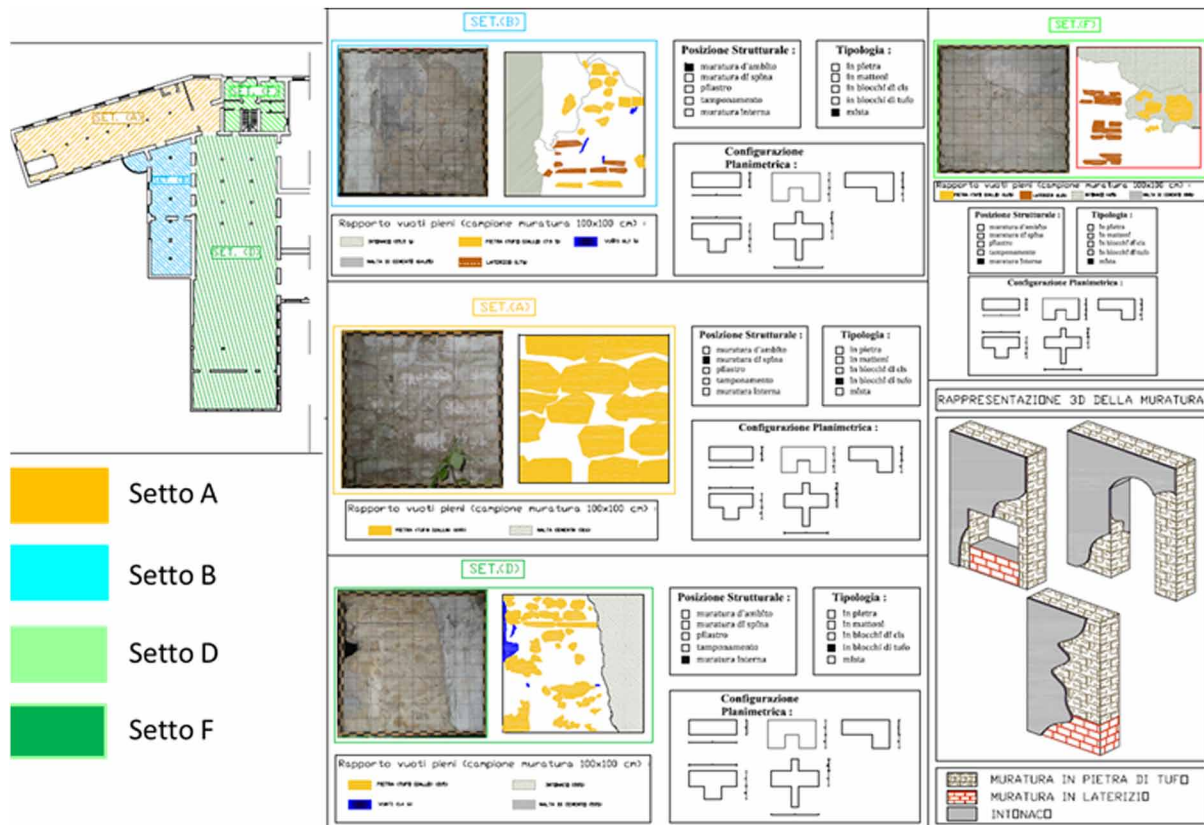 SET.(A)
SET.(F)
SET.(B)
SET.(D)
Setto A
Setto B
Setto D
Setto F
SET.(B)
Posizione Strutturale :
muratura d'ambito
muratura di spina
pilastro
tamponamento
muratura interna
Tipologia :
in pietra
in mattoni
in blocchi di cls
in blocchi di tufo
mista
Configurazione
Planimetrica :
Rapporto vuoti pieni (campione muratura 100x100 cm) :
SET.(A)
Posizione Strutturale :
muratura d'ambito
muratura di spina
pilastro
tamponamento
muratura interna
Tipologia :
in pietra
in mattoni
in blocchi di cls
in blocchi di tufo
mista
Configurazione Planimetrica :
Rapporto vuoti pieni (campione muratura 100x100 cm) :
SET.(D)
Posizione Strutturale :
muratura d'ambito
muratura di spina
pilastro
tamponamento
muratura interna
Tipologia :
in pietra
in mattoni
in blocchi di cls
in blocchi di tufo
mista
Configurazione
Planimetrica :
Rapporto vuoti pieni (campione muratura 100x100 cm) :
SET.(F)
Rapporto vuoti pieni (campione muratura 100x100 cm) :
Posizione Strutturale :
muratura d'ambito
muratura di spina
pilastro
tamponamento
muratura interna
Tipologia :
in pietra
in mattoni
in blocchi di cls
in blocchi di tufo
mista
Configurazione Planimetrica :
RAPPRESENTAZIONE 3D DELLA MURATURA
MURATURA IN PIETRA DI TUFO
MURATURA IN LATERIZIO
INTONACO